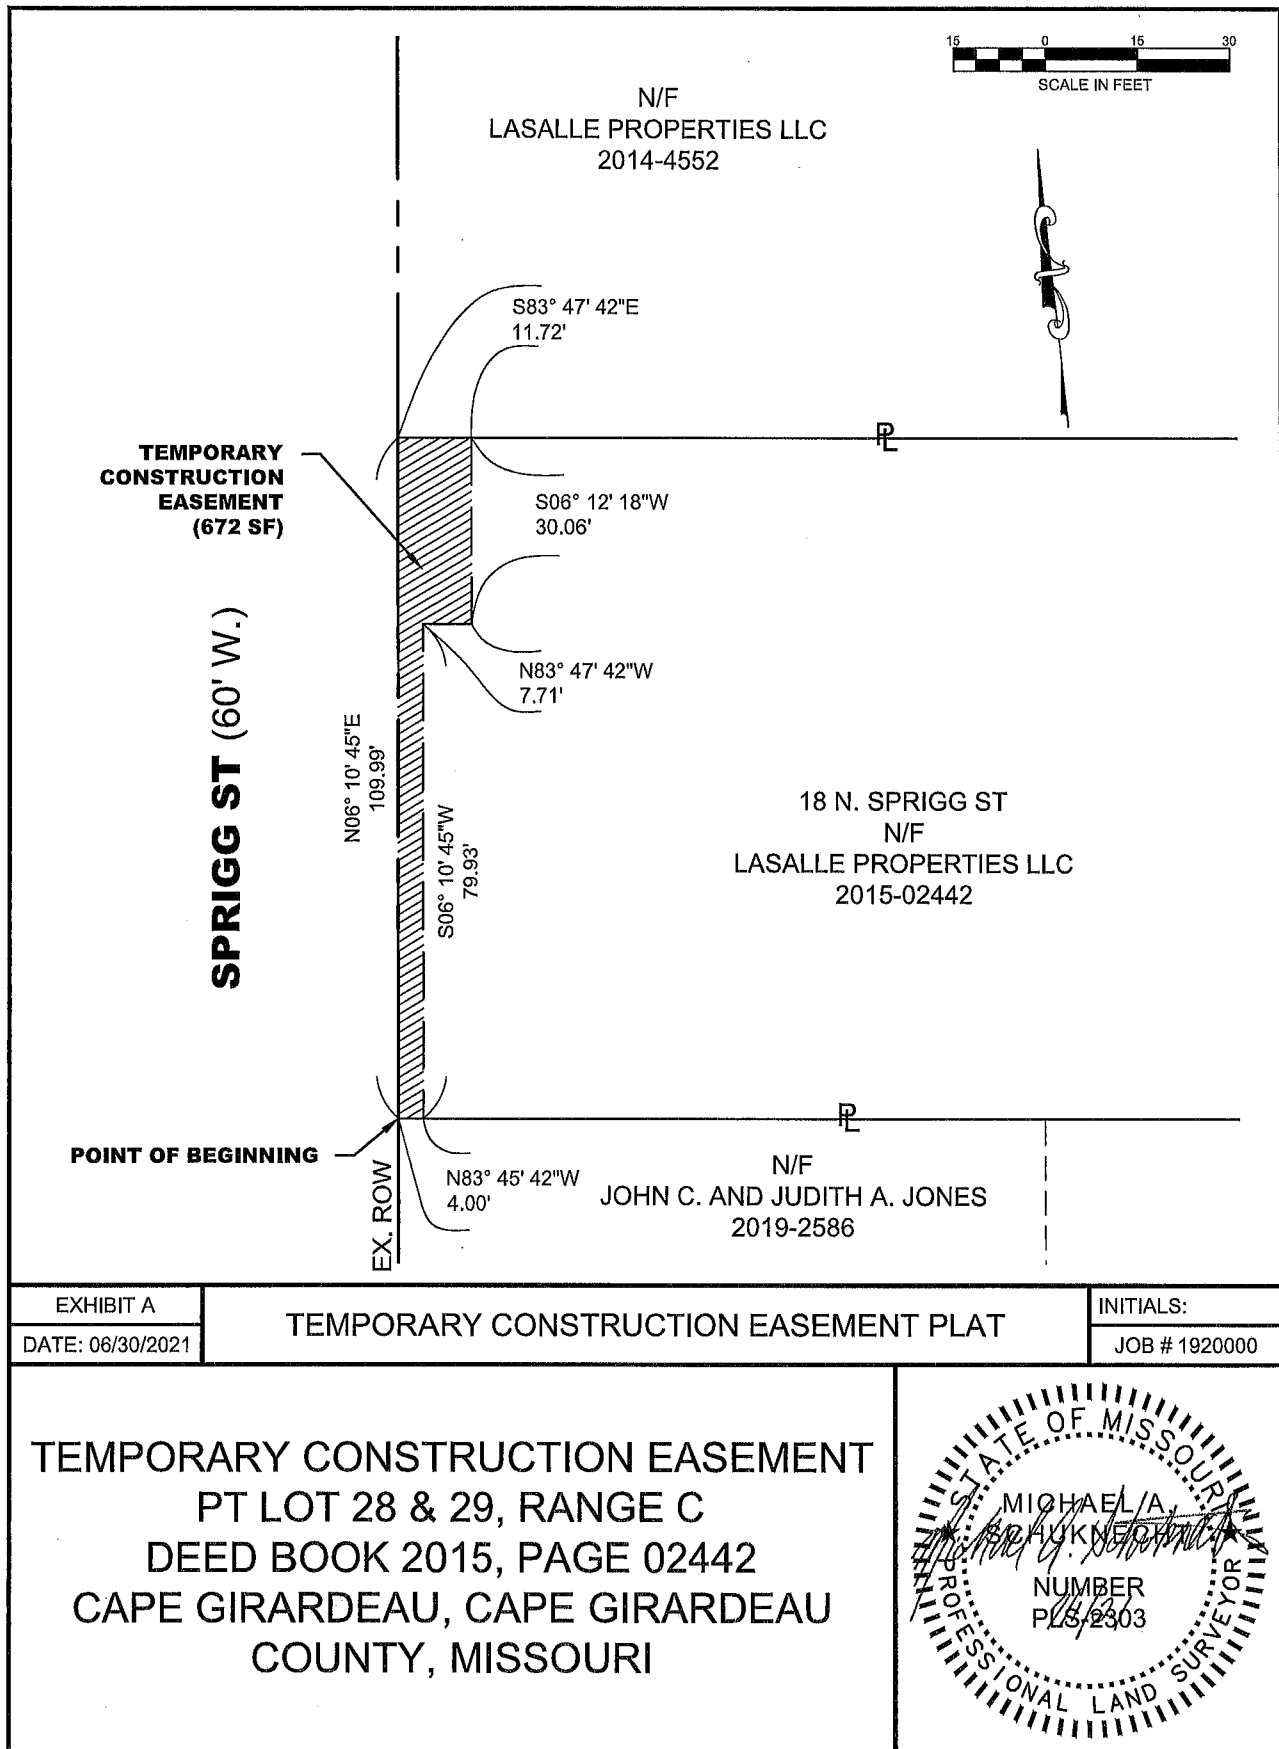 15 0 15 30
SCALE IN FEET
N/F
LASALLE PROPERTIES LLC
2014-4552
S83° 47' 42"E
11.72'
PL
TEMPORARY
CONSTRUCTION
EASEMENT
(672 SF)
S06° 12' 18"W
30.06'
N83° 47' 42"W
7.71'
SPRIGG ST (60' W.)
N06° 10' 45"E
109.99'
S06° 10' 45"W
79.93'
18 N. SPRIGG ST
N/F
LASALLE PROPERTIES LLC
2015-02442
PL
POINT OF BEGINNING
EX. ROW
N83° 45' 42"W
4.00'
N/F
JOHN C. AND JUDITH A. JONES
2019-2586
EXHIBIT A
DATE: 06/30/2021
TEMPORARY CONSTRUCTION EASEMENT PLAT
INITIALS:
JOB # 1920000
TEMPORARY CONSTRUCTION EASEMENT
PT LOT 28 & 29, RANGE C
DEED BOOK 2015, PAGE 02442
CAPE GIRARDEAU, CAPE GIRARDEAU
COUNTY, MISSOURI
STATE OF MISSOURI
MICHAEL A.
SCHUKNECHT
NUMBER
PLS-2303
PROFESSIONAL LAND SURVEYOR